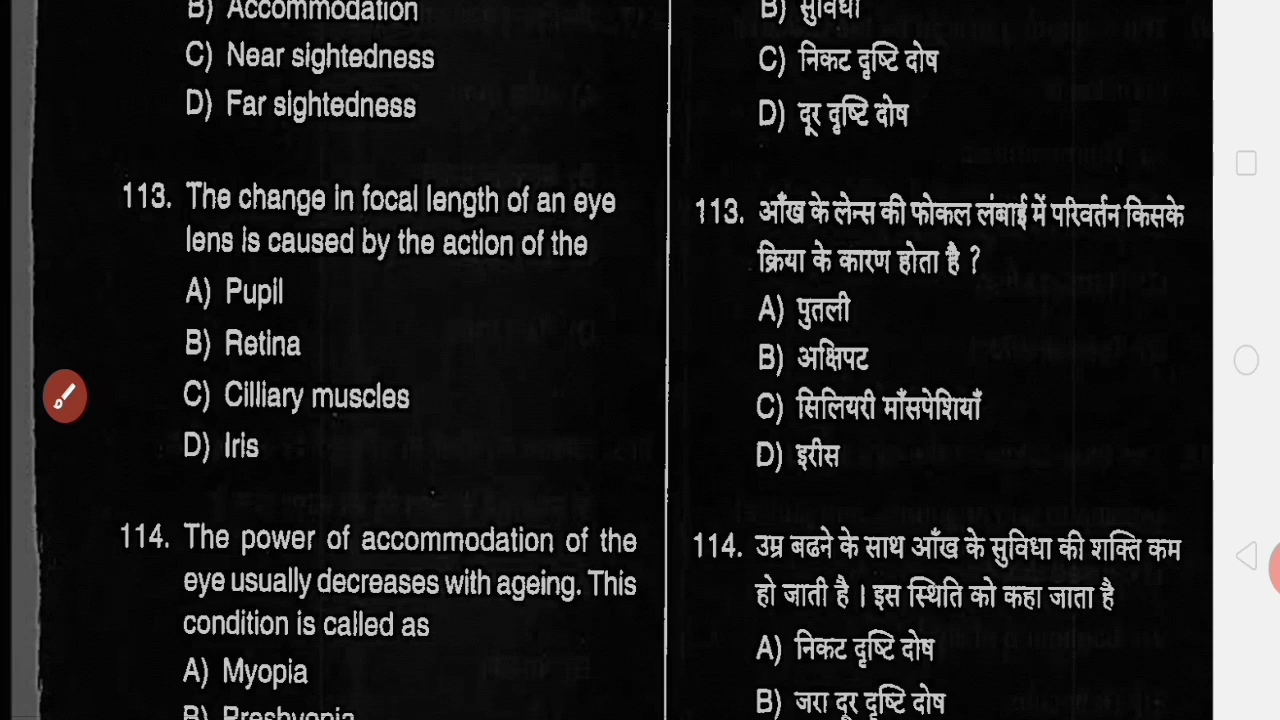 B) Accommodation
C) Near sightedness
D) Far sightedness
113. The change in focal length of an eye
lens is caused by the action of the
A) Pupil
B) Retina
C) Cilliary muscles
D) Iris
114. The power of accommodation of the
eye usually decreases with ageing. This
condition is called as
A) Myopia
B) Presbyopia
B) सुविधा
C) निकट दृष्टि दोष
D) दूर दृष्टि दोष
113. आँख के लेन्स की फोकल लंबाई में परिवर्तन किसके
क्रिया के कारण होता है ?
A) पुतली
B) अक्षिपट
C) सिलियरी माँसपेशियाँ
D) इरीस
114. उम्र बढने के साथ आँख के सुविधा की शक्ति कम
हो जाती है । इस स्थिति को कहा जाता है
A) निकट दृष्टि दोष
B) जरा दूर दृष्टि दोष